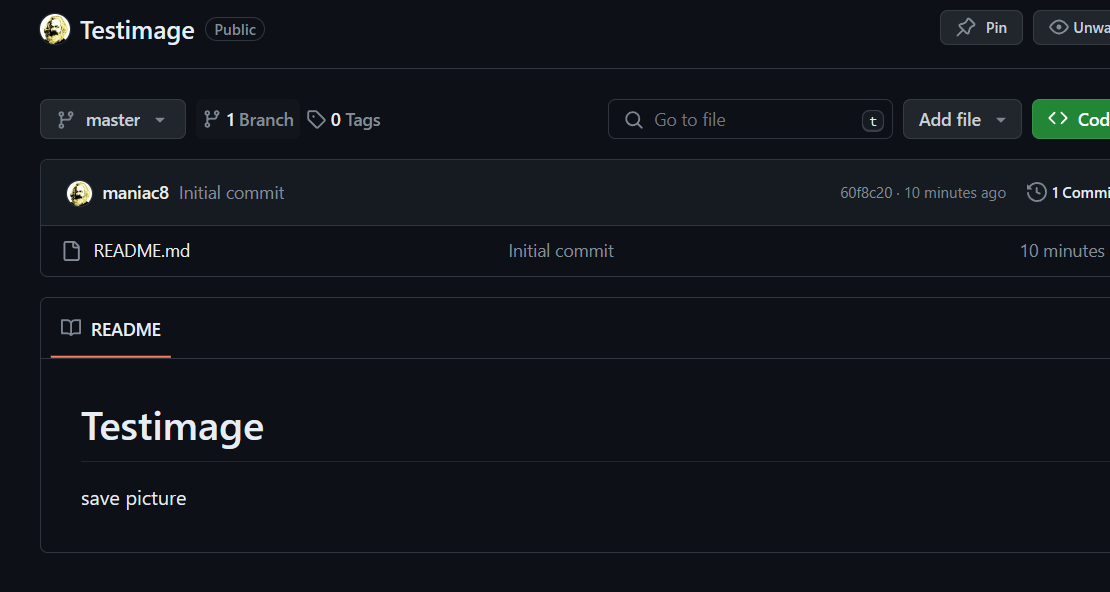 Testimage Public Pin Unwa
master 1 Branch 0 Tags Go to file t Add file Cod
maniac8 Initial commit 60f8c20 · 10 minutes ago 1 Commi
README.md Initial commit 10 minutes
README
Testimage
save picture